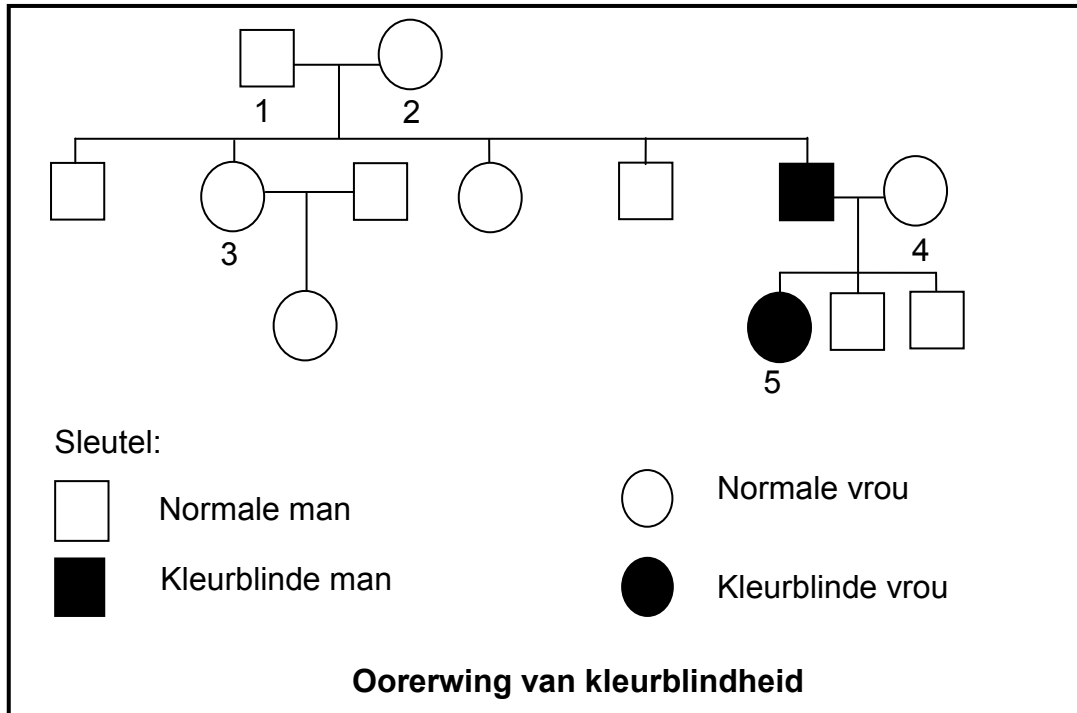 1
2
3
4
5
Sleutel:
Normale man
Normale vrou
Kleurblinde man
Kleurblinde vrou
Oorerwing van kleurblindheid